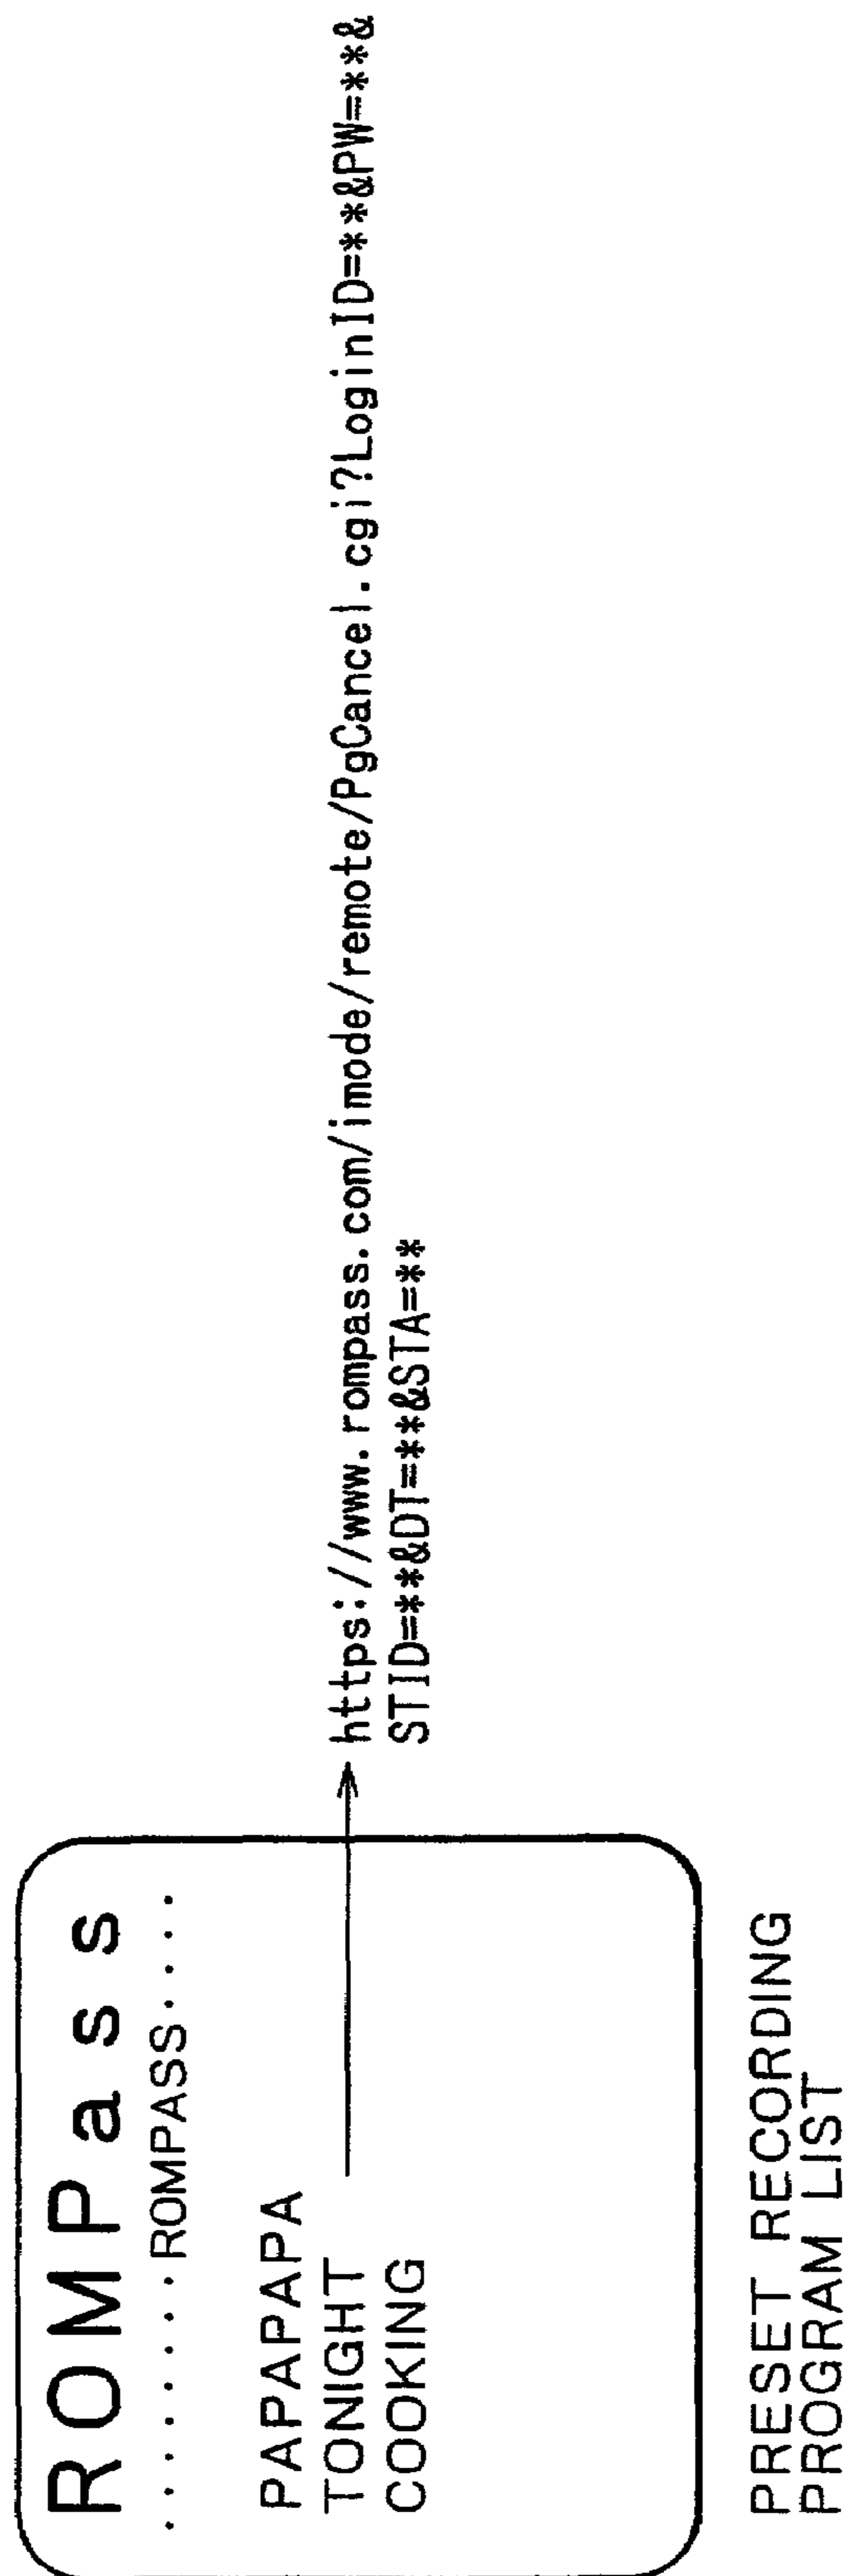 ROMPass
.......ROMPASS....
PAPAPAPA
TONIGHT
COOKING
https://www.rompass.com/imode/remote/PgCancel.cgi?LoginID=**&PW=**&
STID=**&DT=**&STA=**
PRESET RECORDING
PROGRAM LIST